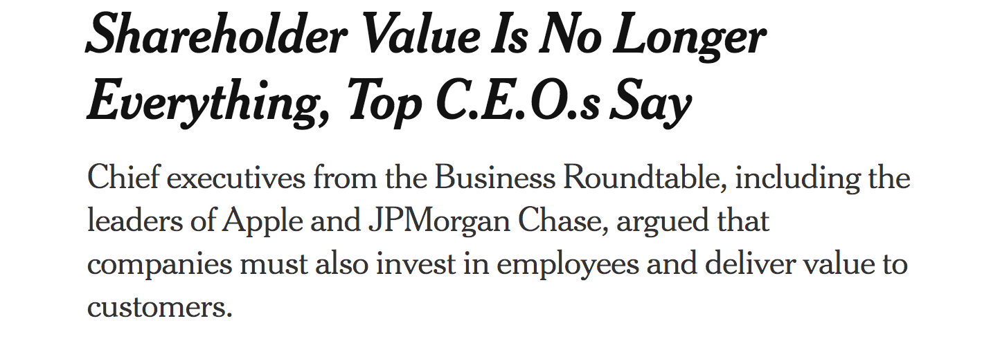 Shareholder Value Is No Longer
Everything, Top C.E.O.s Say
Chief executives from the Business Roundtable, including the
leaders of Apple and JPMorgan Chase, argued that
companies must also invest in employees and deliver value to
customers.